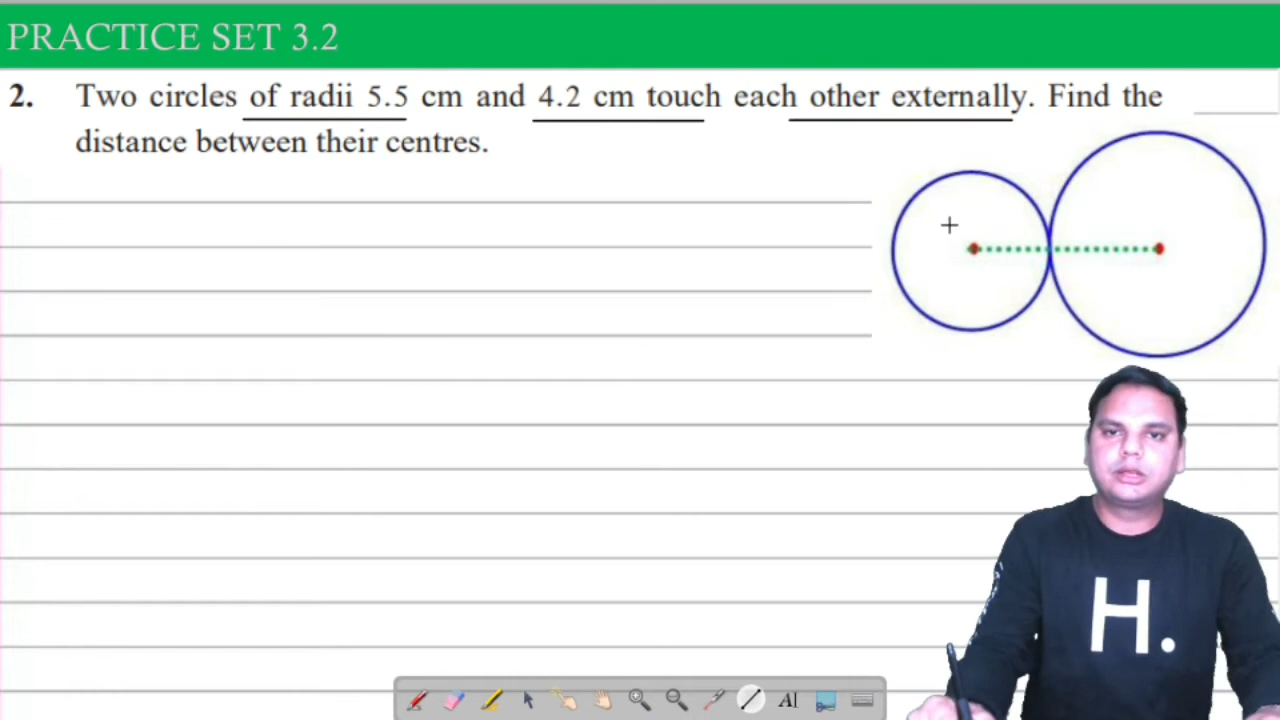 PRACTICE SET 3.2
2. Two circles of radii 5.5 cm and 4.2 cm touch each other externally. Find the
distance between their centres.
H.
AI